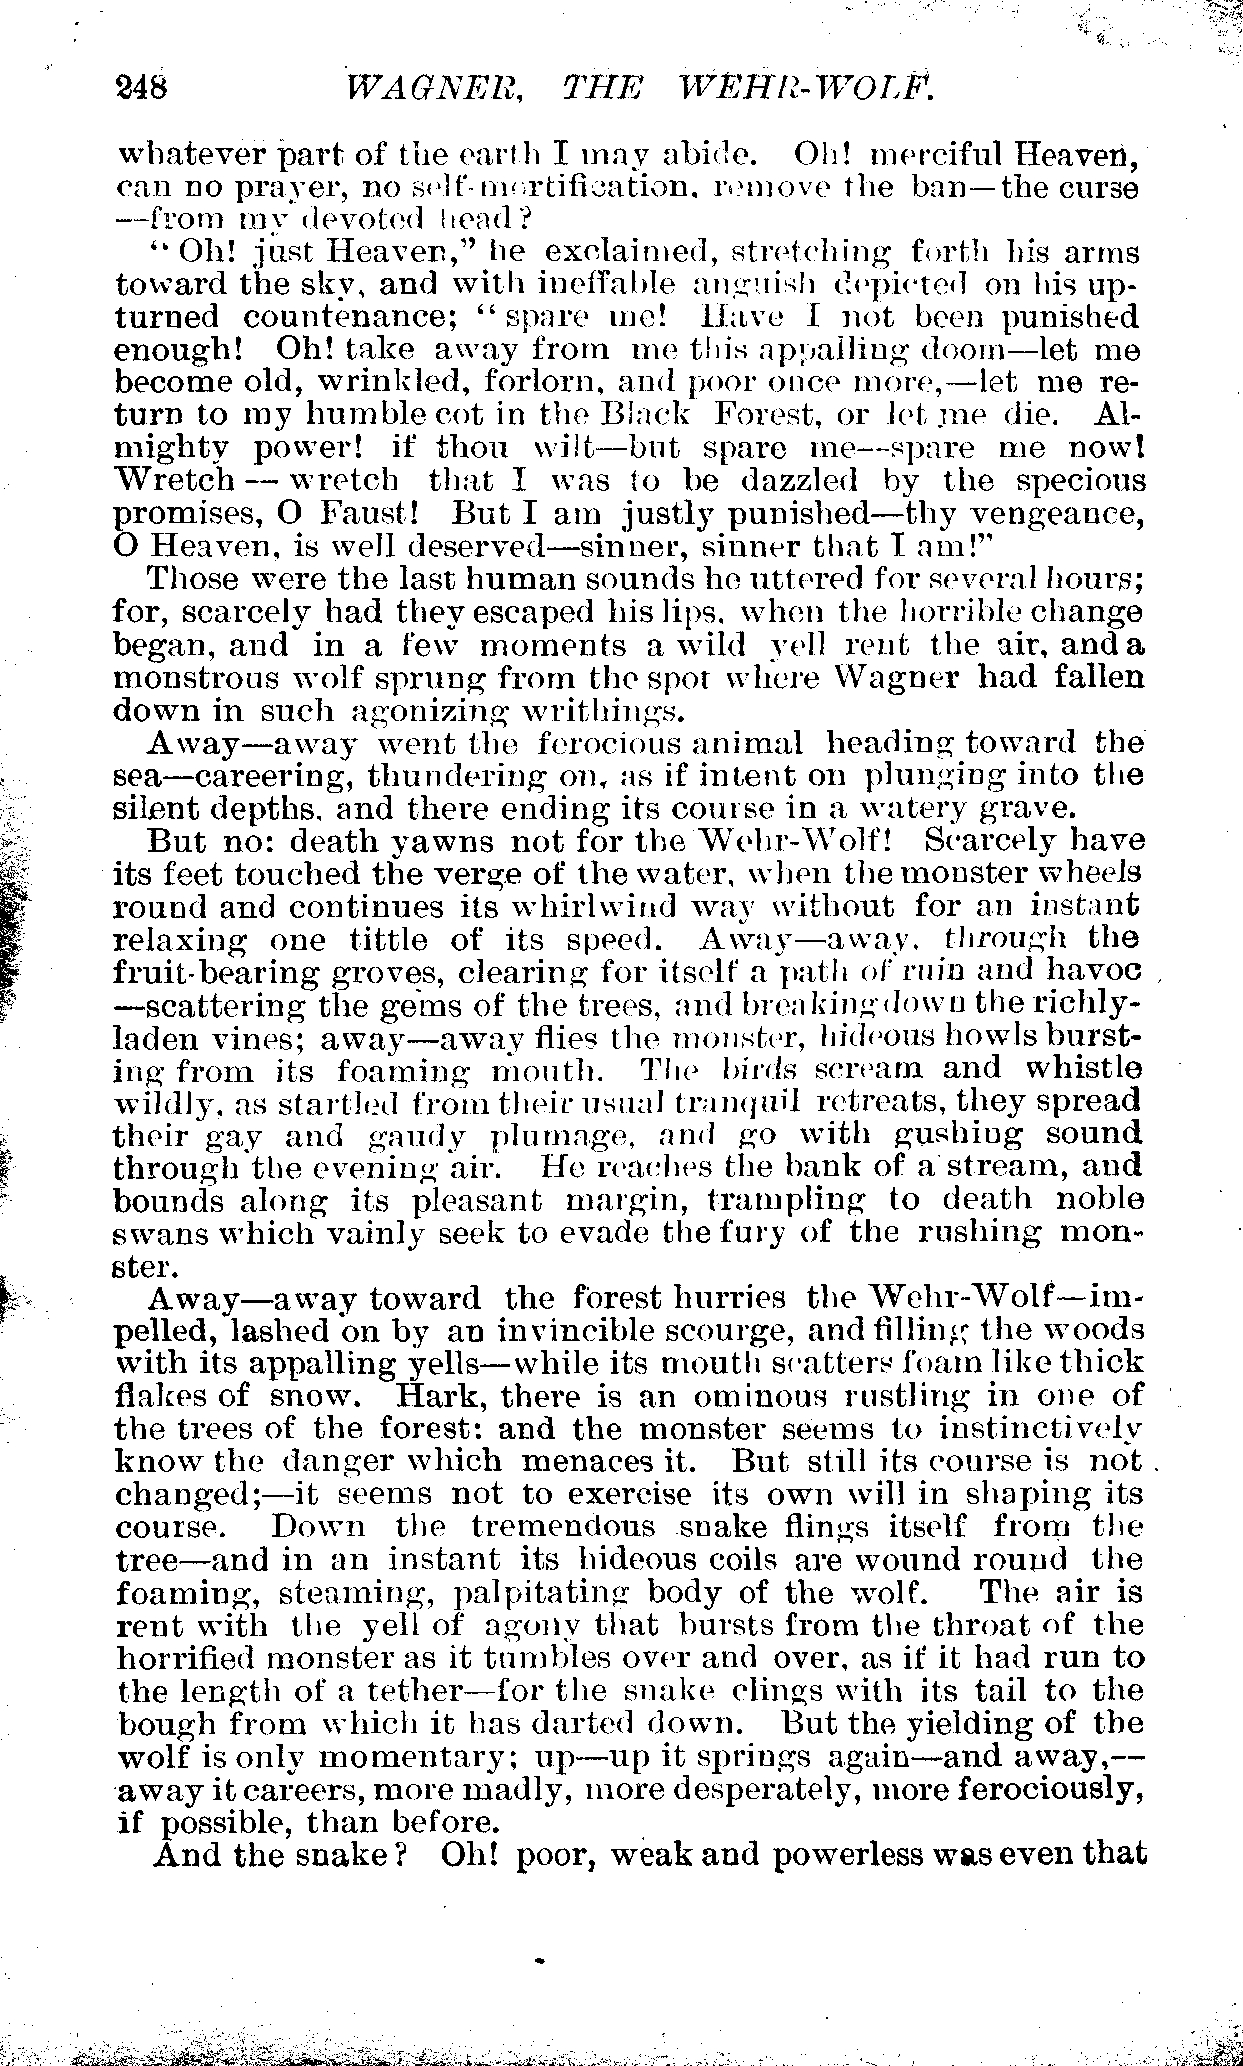 248 WAGNER, THE WEHR-WOLF.
whatever part of the earth I may abide. Oh! merciful Heaven,
can no prayer, no self-mortification, remove the ban—the curse
—from my devoted head?
"Oh! just Heaven," he exclaimed, stretching forth his arms
toward the sky, and with ineffable anguish depicted on his up-
turned countenance; "spare me! Have I not been punished
enough! Oh! take away from me this appalling doom—let me
become old, wrinkled, forlorn, and poor once more,—let me re-
turn to my humble cot in the Black Forest, or let me die. Al-
mighty power! if thou wilt—but spare me—spare me now!
Wretch — wretch that I was to be dazzled by the specious
promises, O Faust! But I am justly punished—thy vengeance,
O Heaven, is well deserved—sinner, sinner that I am!"
Those were the last human sounds he uttered for several hours;
for, scarcely had they escaped his lips, when the horrible change
began, and in a few moments a wild yell rent the air, and a
monstrous wolf sprung from the spot where Wagner had fallen
down in such agonizing writhings.
Away—away went the ferocious animal heading toward the
sea—careering, thundering on, as if intent on plunging into the
silent depths, and there ending its course in a watery grave.
But no: death yawns not for the Wehr-Wolf! Scarcely have
its feet touched the verge of the water, when the monster wheels
round and continues its whirlwind way without for an instant
relaxing one tittle of its speed. Away—away, through the
fruit-bearing groves, clearing for itself a path of ruin and havoc
—scattering the gems of the trees, and breaking down the richly-
laden vines; away—away flies the monster, hideous howls burst-
ing from its foaming mouth. The birds scream and whistle
wildly, as startled from their usual tranquil retreats, they spread
their gay and gaudy plumage, and go with gushing sound
through the evening air. He reaches the bank of a stream, and
bounds along its pleasant margin, trampling to death noble
swans which vainly seek to evade the fury of the rushing mon-
ster.
Away—away toward the forest hurries the Wehr-Wolf—im-
pelled, lashed on by an invincible scourge, and filling the woods
with its appalling yells—while its mouth scatters foam like thick
flakes of snow. Hark, there is an ominous rustling in one of
the trees of the forest: and the monster seems to instinctively
know the danger which menaces it. But still its course is not
changed;—it seems not to exercise its own will in shaping its
course. Down the tremendous snake flings itself from the
tree—and in an instant its hideous coils are wound round the
foaming, steaming, palpitating body of the wolf. The air is
rent with the yell of agony that bursts from the throat of the
horrified monster as it tumbles over and over, as if it had run to
the length of a tether—for the snake clings with its tail to the
bough from which it has darted down. But the yielding of the
wolf is only momentary; up—up it springs again—and away,—
away it careers, more madly, more desperately, more ferociously,
if possible, than before.
And the snake? Oh! poor, weak and powerless was even that